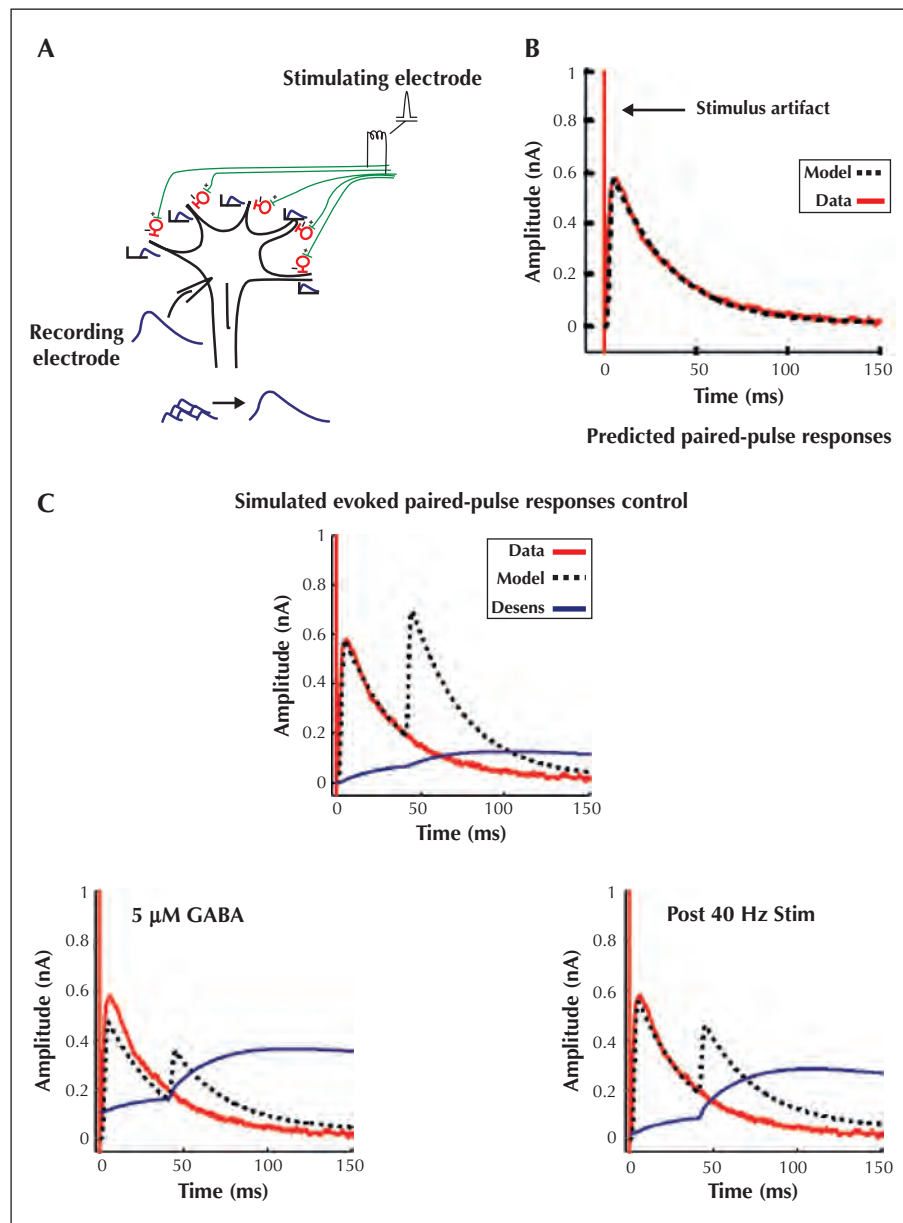 A
Stimulating electrode
Recording
electrode
B
1
0.8
0.6
0.4
0.2
0
Amplitude (nA)
Stimulus artifact
Model
Data
0
50
100
150
Time (ms)
Predicted paired-pulse responses
C
Simulated evoked paired-pulse responses control
1
0.8
0.6
0.4
0.2
0
Amplitude (nA)
Data
Model
Desens
0
50
100
150
Time (ms)
5 μM GABA
1
0.8
0.6
0.4
0.2
0
Amplitude (nA)
0
50
100
150
Time (ms)
Post 40 Hz Stim
1
0.8
0.6
0.4
0.2
0
Amplitude (nA)
0
50
100
150
Time (ms)